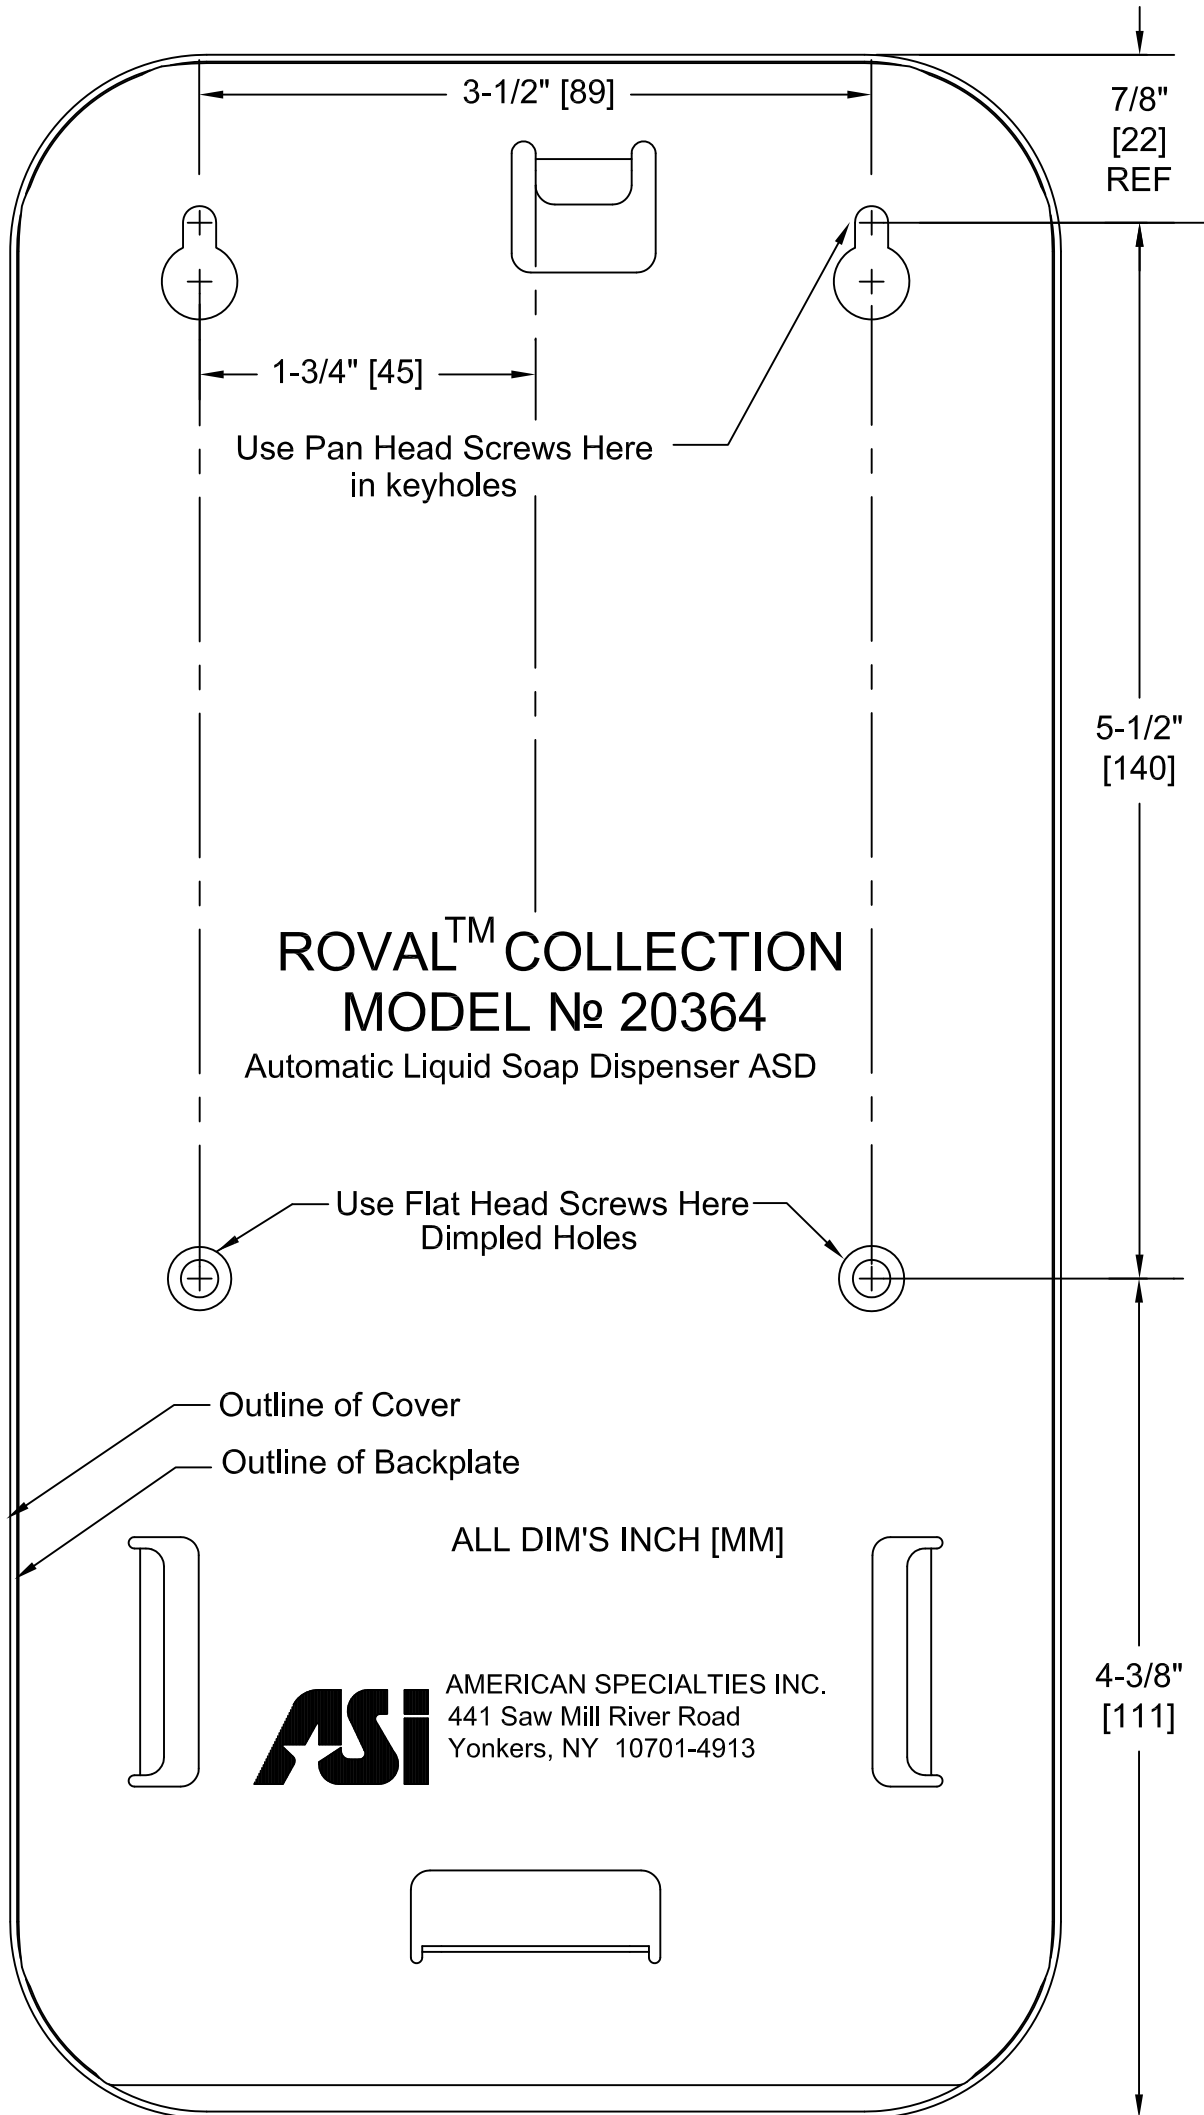 3-1/2" [89]
7/8"
[22]
REF
1-3/4" [45]
Use Pan Head Screws Here
in keyholes
5-1/2"
[140]
ROVAL™ COLLECTION
MODEL № 20364
Automatic Liquid Soap Dispenser ASD
Use Flat Head Screws Here
Dimpled Holes
Outline of Cover
Outline of Backplate
ALL DIM'S INCH [MM]
ASi
AMERICAN SPECIALTIES INC.
441 Saw Mill River Road
Yonkers, NY 10701-4913
4-3/8"
[111]